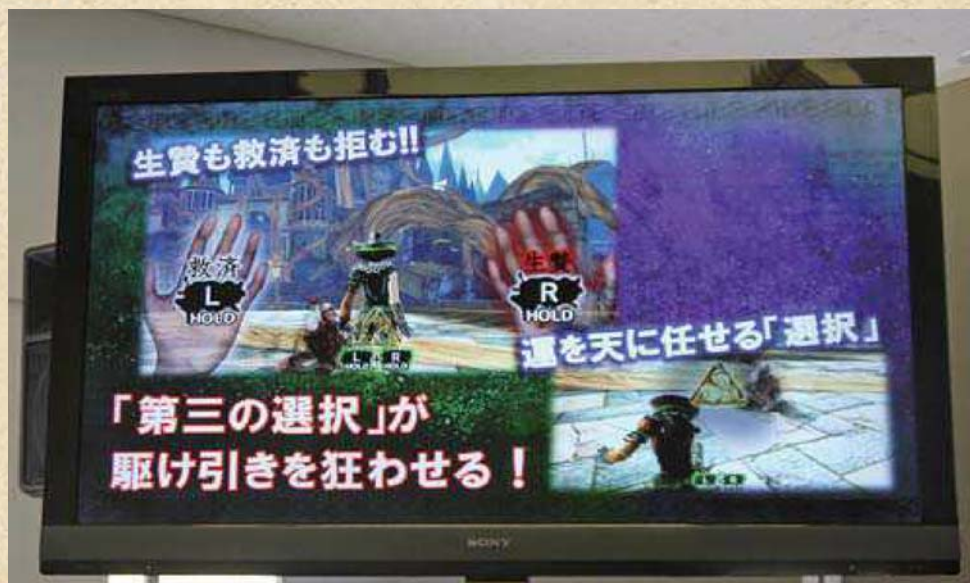 生贄も救済も拒む!!
救済
L
HOLD
生贄
R
HOLD
L R
運を天に任せる「選択」
「第三の選択」が
駆け引きを狂わせる！
SONY